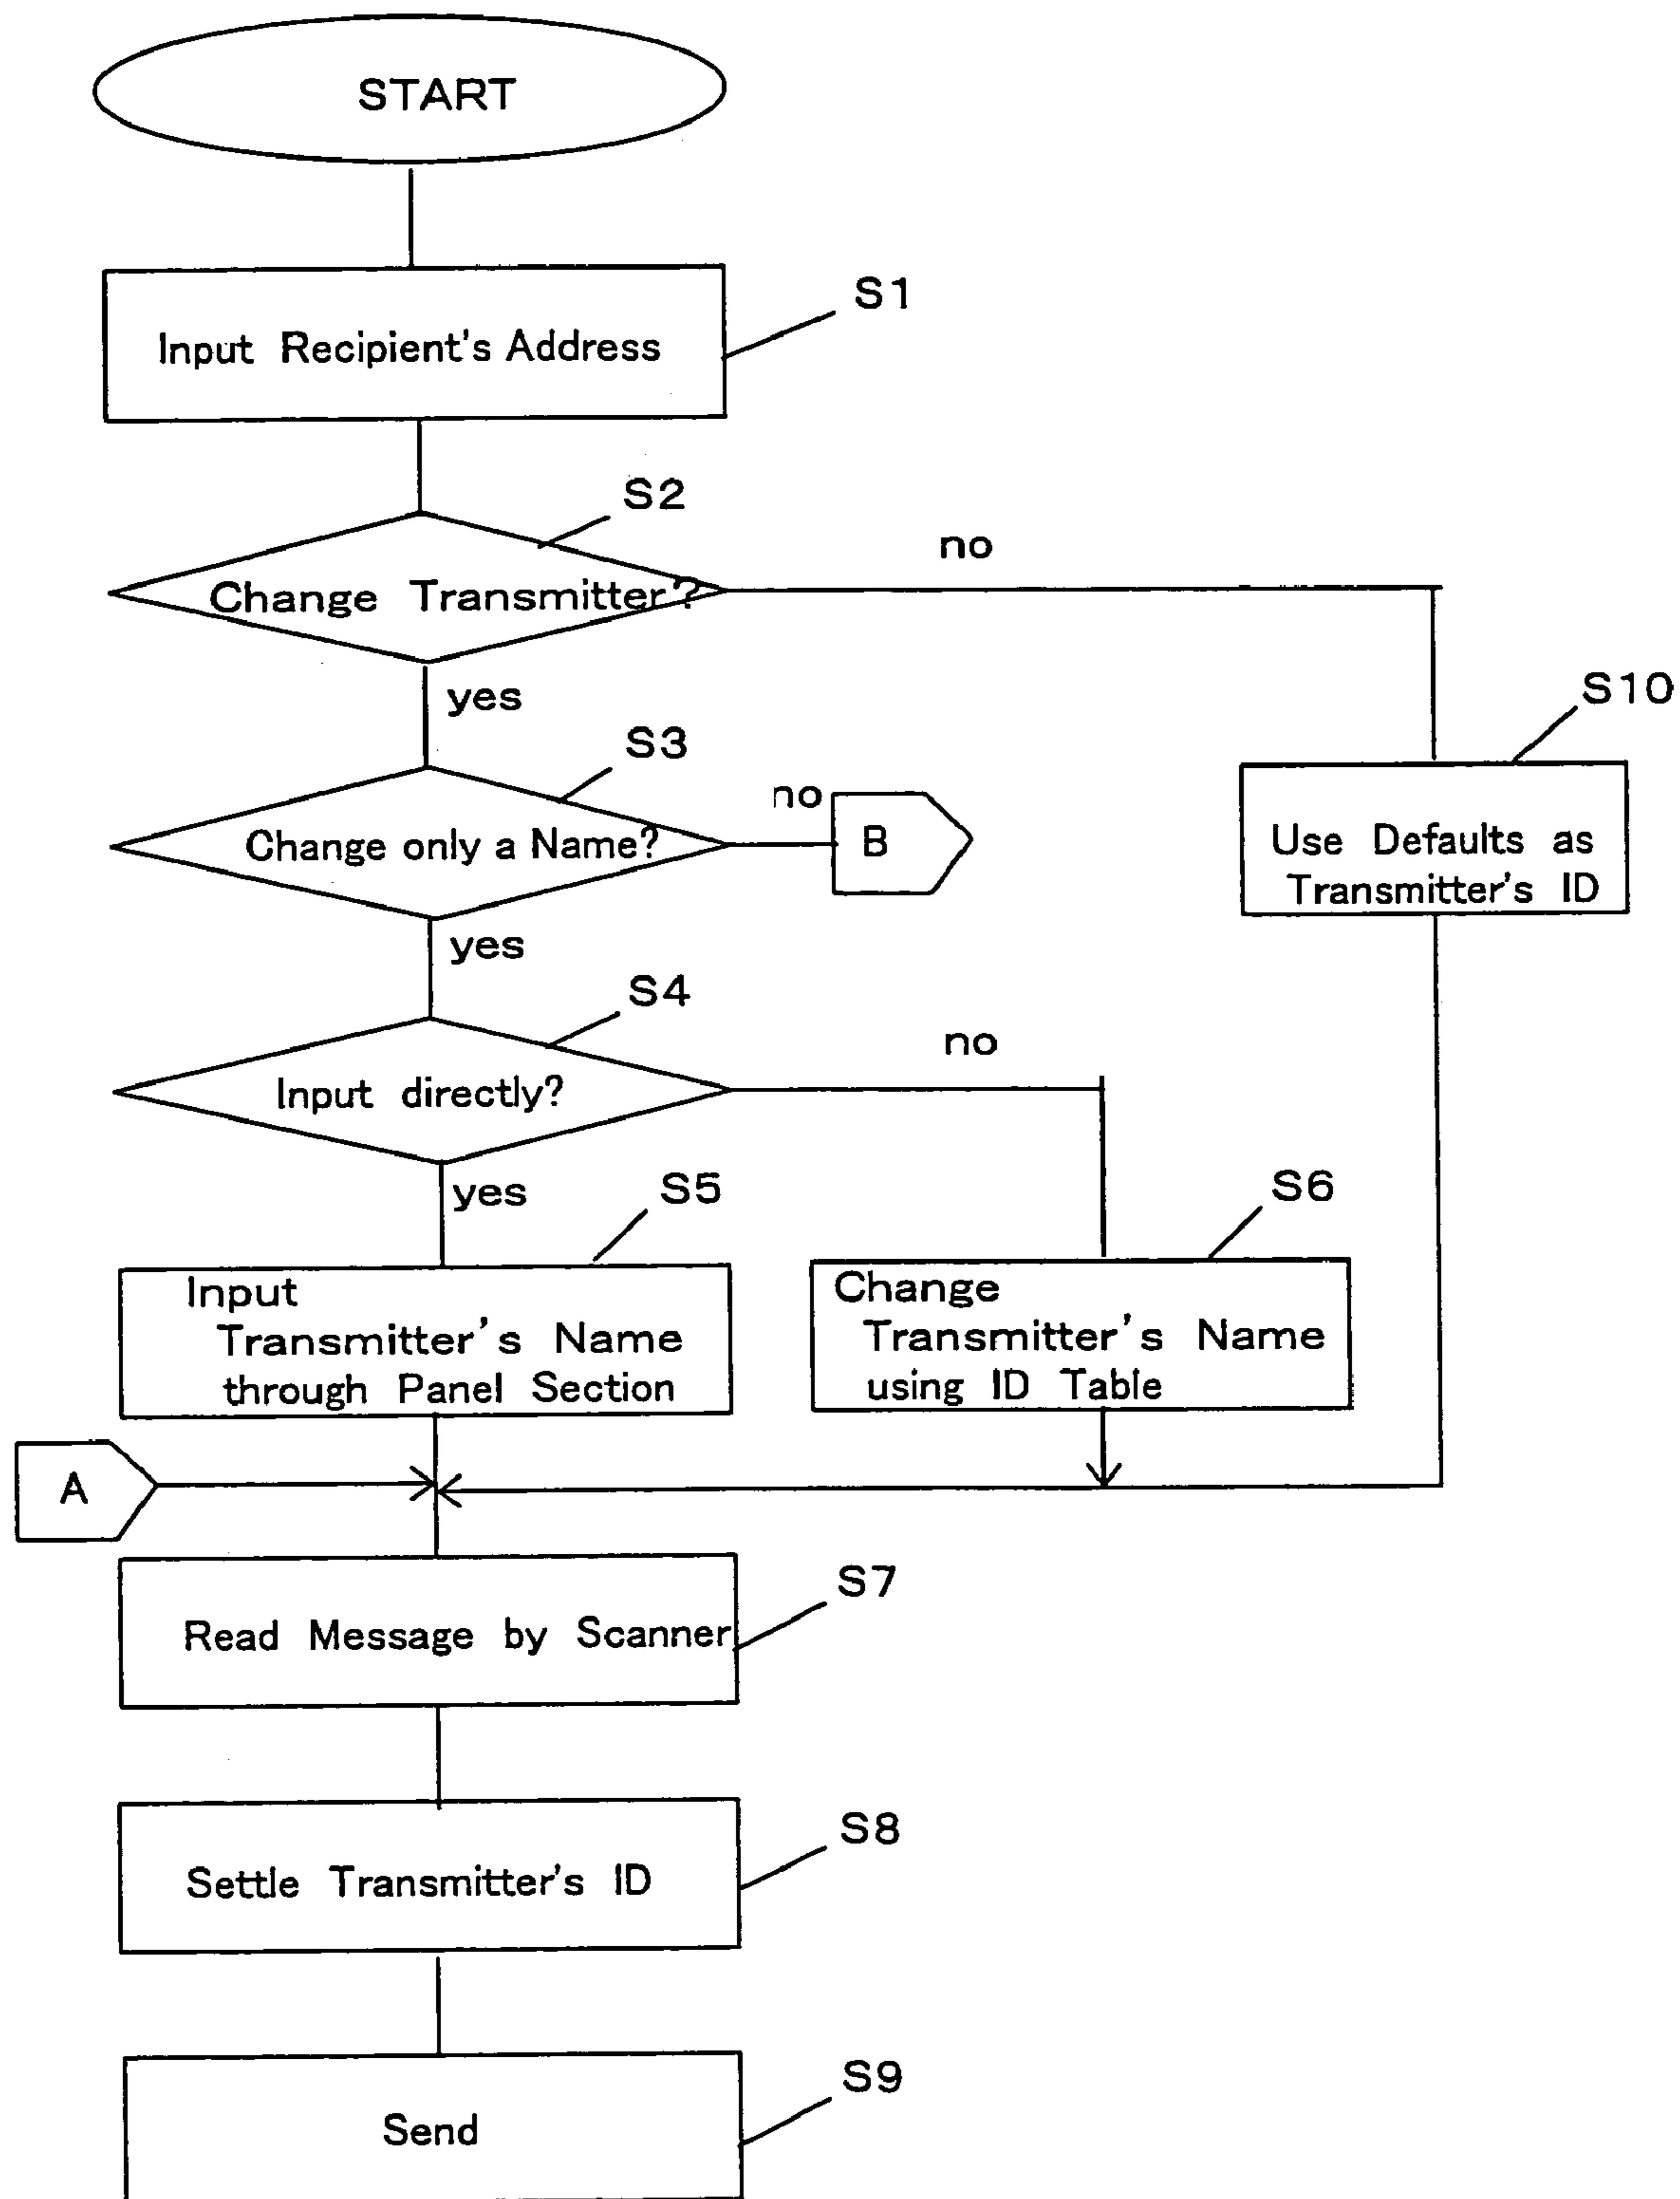 START
S1
Input Recipient's Address
S2
no
Change Transmitter?
yes
S10
S3
no
Change only a Name?
B
Use Defaults as
Transmitter's ID
yes
S4
no
Input directly?
yes
S5
S6
Input
Transmitter's Name
through Panel Section
Change
Transmitter's Name
using ID Table
A
S7
Read Message by Scanner
S8
Settle Transmitter's ID
S9
Send